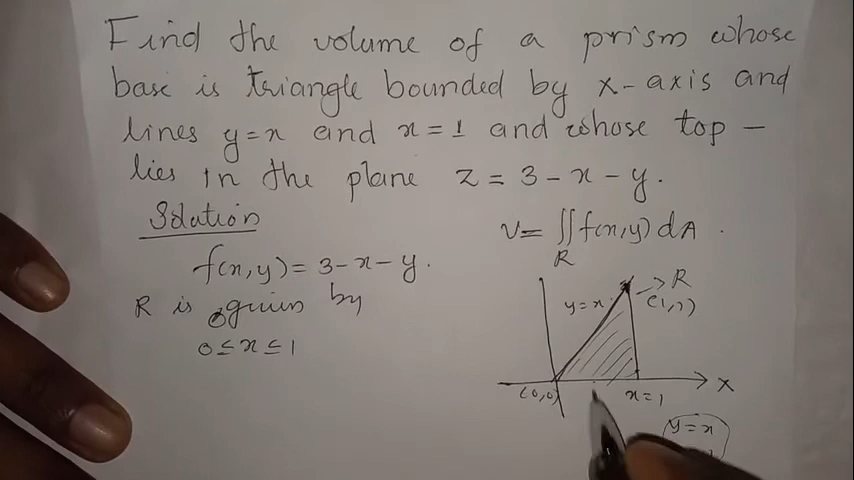 Find the volume of a prism whose
base is triangle bounded by x-axis and
lines y=x and x=1 and whose top -
lies in the plane z = 3-x-y.
Solution
V= ∬ f(x,y) dA .
R
f(x,y) = 3-x-y.
R is given by
0≤x≤1
y=x
R
(1,1)
(0,0)
x=1
X
y=x